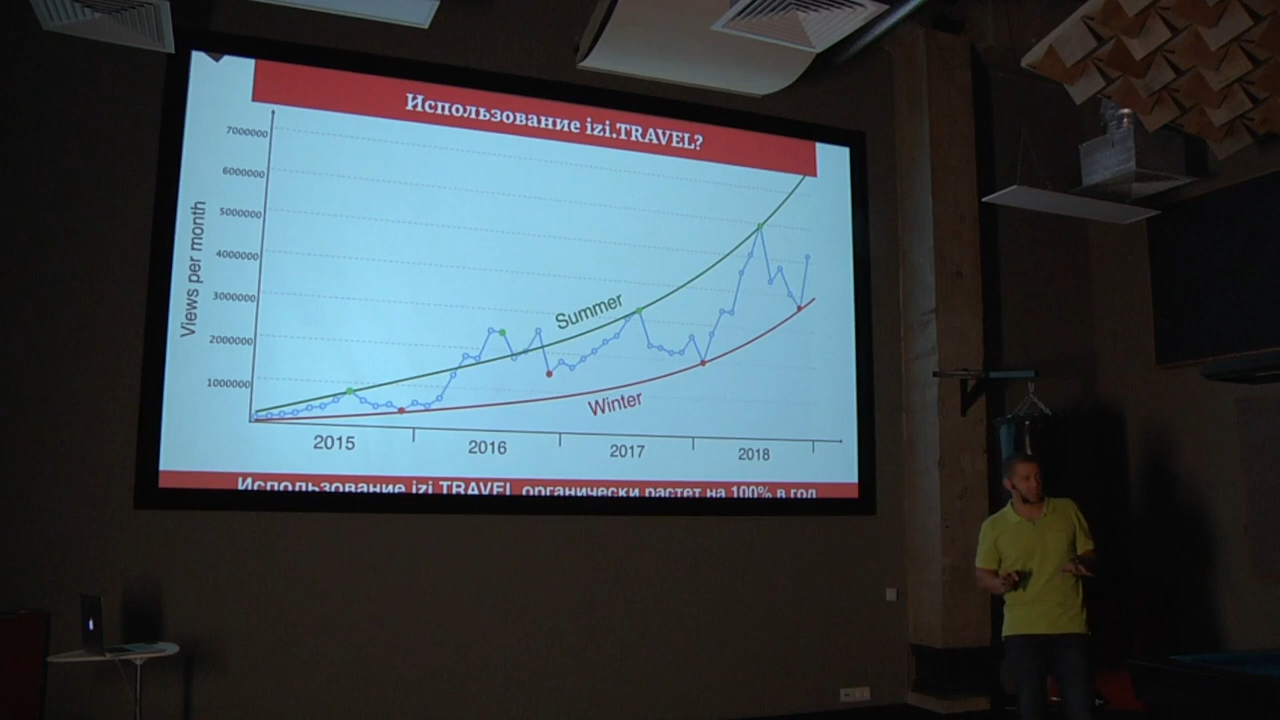 Использование izi.TRAVEL?
Views per month
7000000
6000000
5000000
4000000
3000000
2000000
1000000
Summer
Winter
2015
2016
2017
2018
Использование izi.TRAVEL органически растет на 100% в год